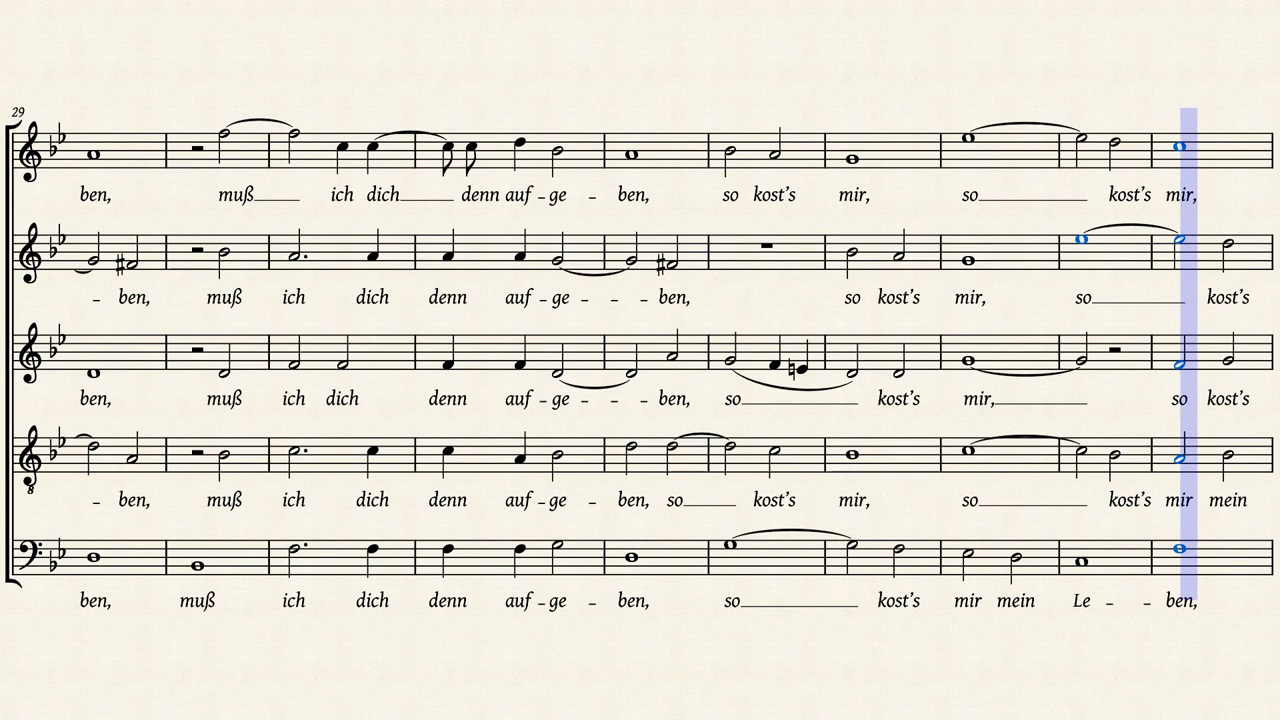 29
ben, muß ich dich denn auf - ge - ben, so kost’s mir, so kost’s mir,
- ben, muß ich dich denn auf - ge - - - ben, so kost’s mir, so kost’s
ben, muß ich dich denn auf - ge - - - ben, so kost’s mir, so kost’s
- ben, muß ich dich denn auf - ge - ben, so kost’s mir, so kost’s mir mein
8
ben, muß ich dich denn auf - ge - ben, so kost’s mir mein Le - - ben,